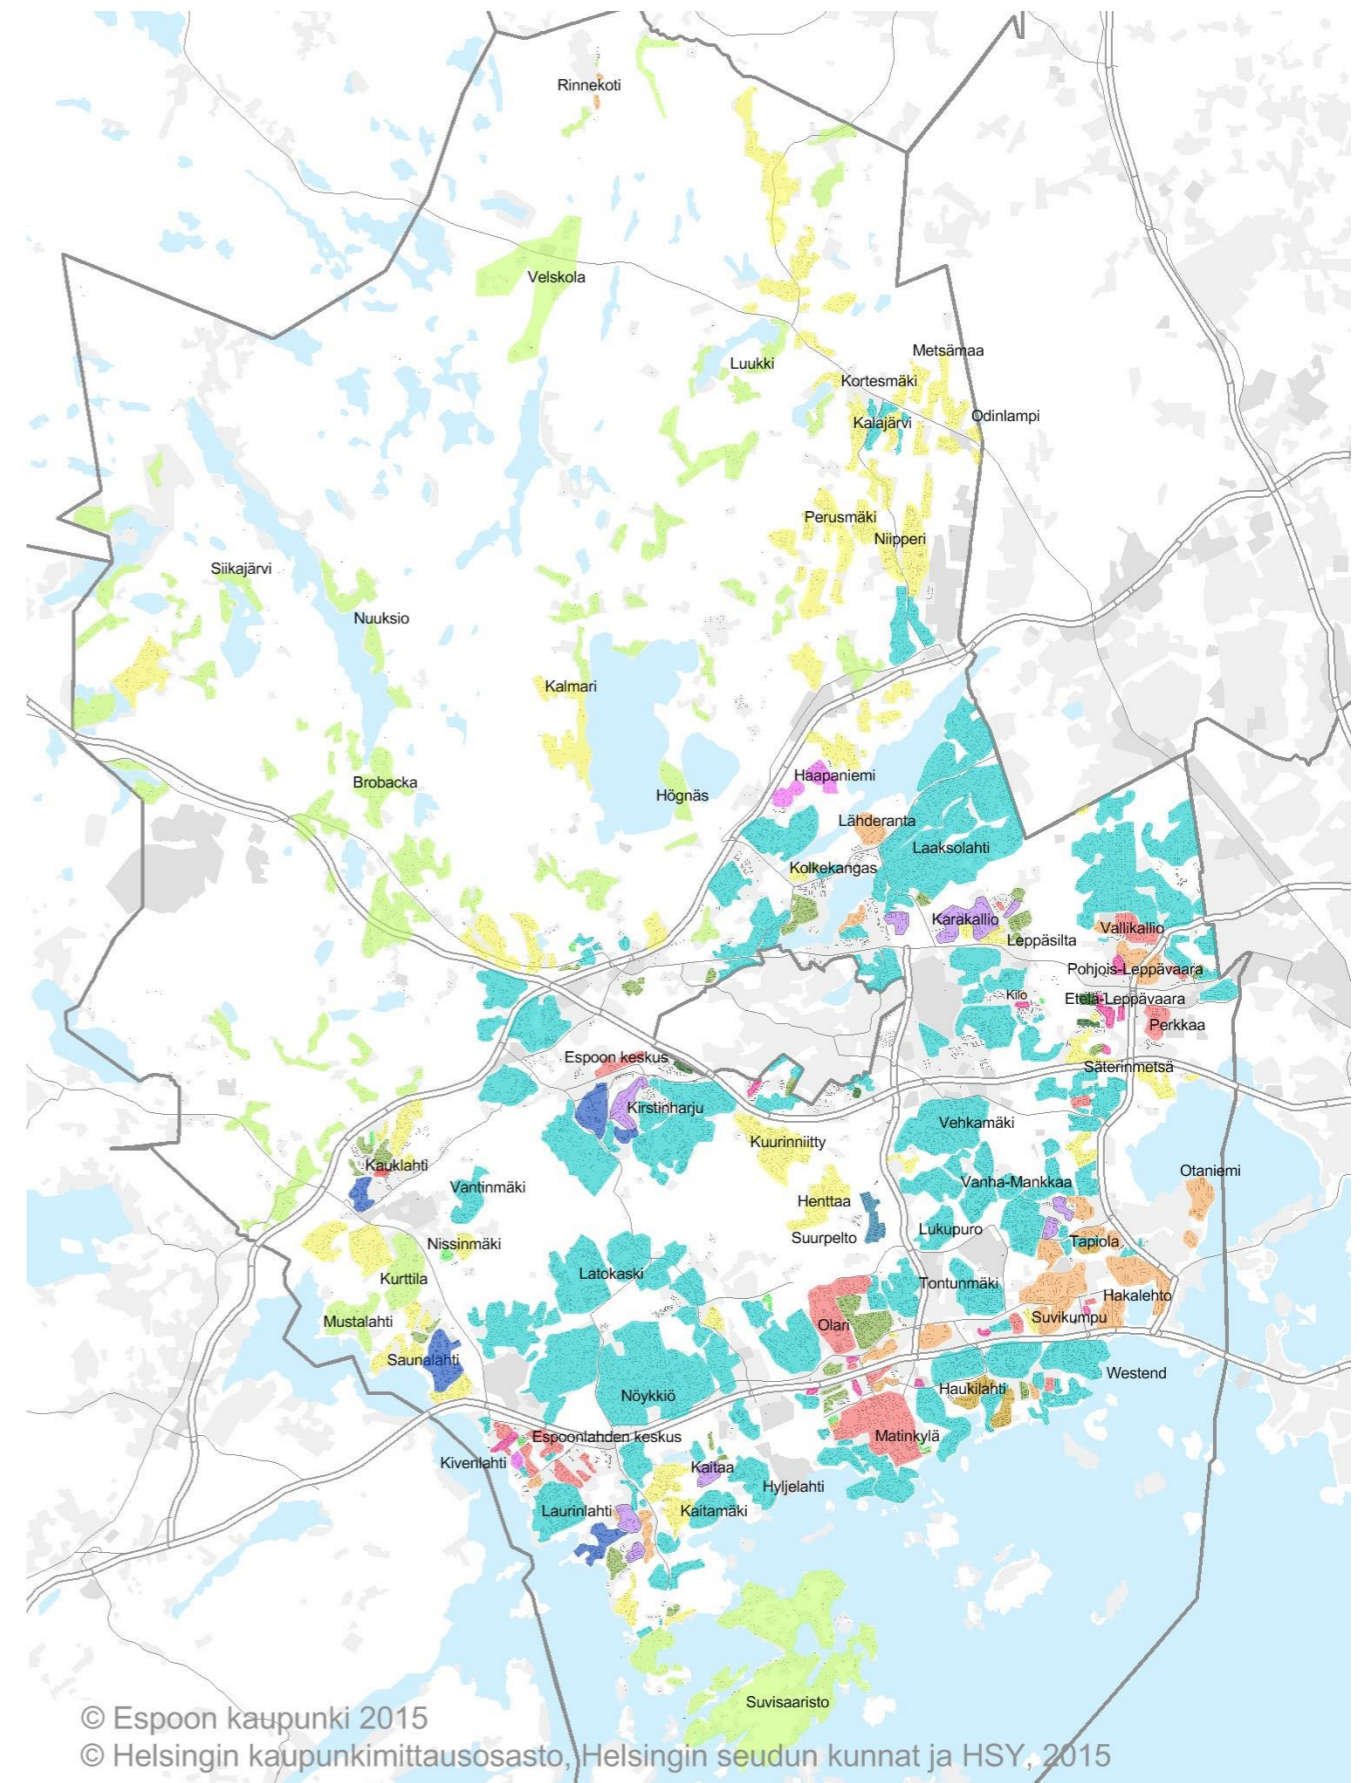 Rinnekoti
Velskola
Luukki
Metsämaa
Kortesmäki
Odinlampi
Kalajärvi
Perusmäki
Niipperi
Siikajärvi
Nuuksio
Kalmari
Haapaniemi
Brobacka
Högnäs
Lähderanta
Laaksolahti
Kolkekangas
Karakallio
Vallikallio
Leppäsilta
Pohjois-Leppävaara
Kilo
Etelä-Leppävaara
Perkkaa
Espoon keskus
Säterinmetsä
Kirstinharju
Vehkamäki
Kuurinniitty
Kauklahti
Otaniemi
Vantinmäki
Vanha-Mankkaa
Henttaa
Lukupuro
Suurpelto
Nissinmäki
Tapiola
Latokaski
Kurttila
Tontunmäki
Hakalehto
Mustalahti
Olari
Suvikumpu
Saunalahti
Westend
Nöykkiö
Haukilahti
Espoonlahden keskus
Matinkylä
Kivenlahti
Kaitaa
Hyljelahti
Laurinlahti
Kaitamäki
Suvisaaristo
© Espoon kaupunki 2015
© Helsingin kaupunkimittausosasto, Helsingin seudun kunnat ja HSY, 2015